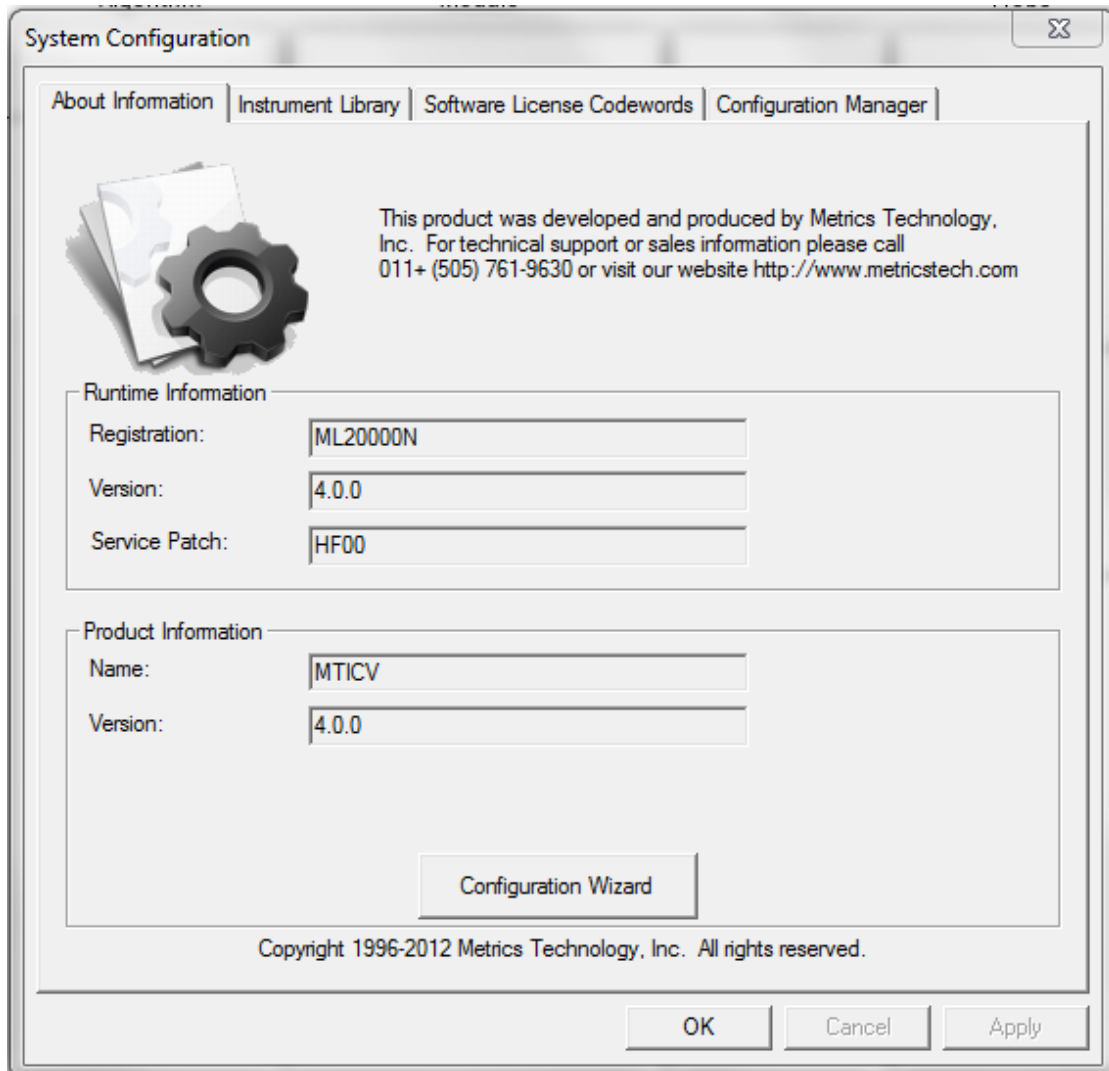 System Configuration
About Information
Instrument Library
Software License Codewords
Configuration Manager
This product was developed and produced by Metrics Technology,
Inc. For technical support or sales information please call
011+ (505) 761-9630 or visit our website http://www.metricstech.com
Runtime Information
Registration: ML20000N
Version: 4.0.0
Service Patch: HF00
Product Information
Name: MTICV
Version: 4.0.0
Configuration Wizard
Copyright 1996-2012 Metrics Technology, Inc. All rights reserved.
OK
Cancel
Apply